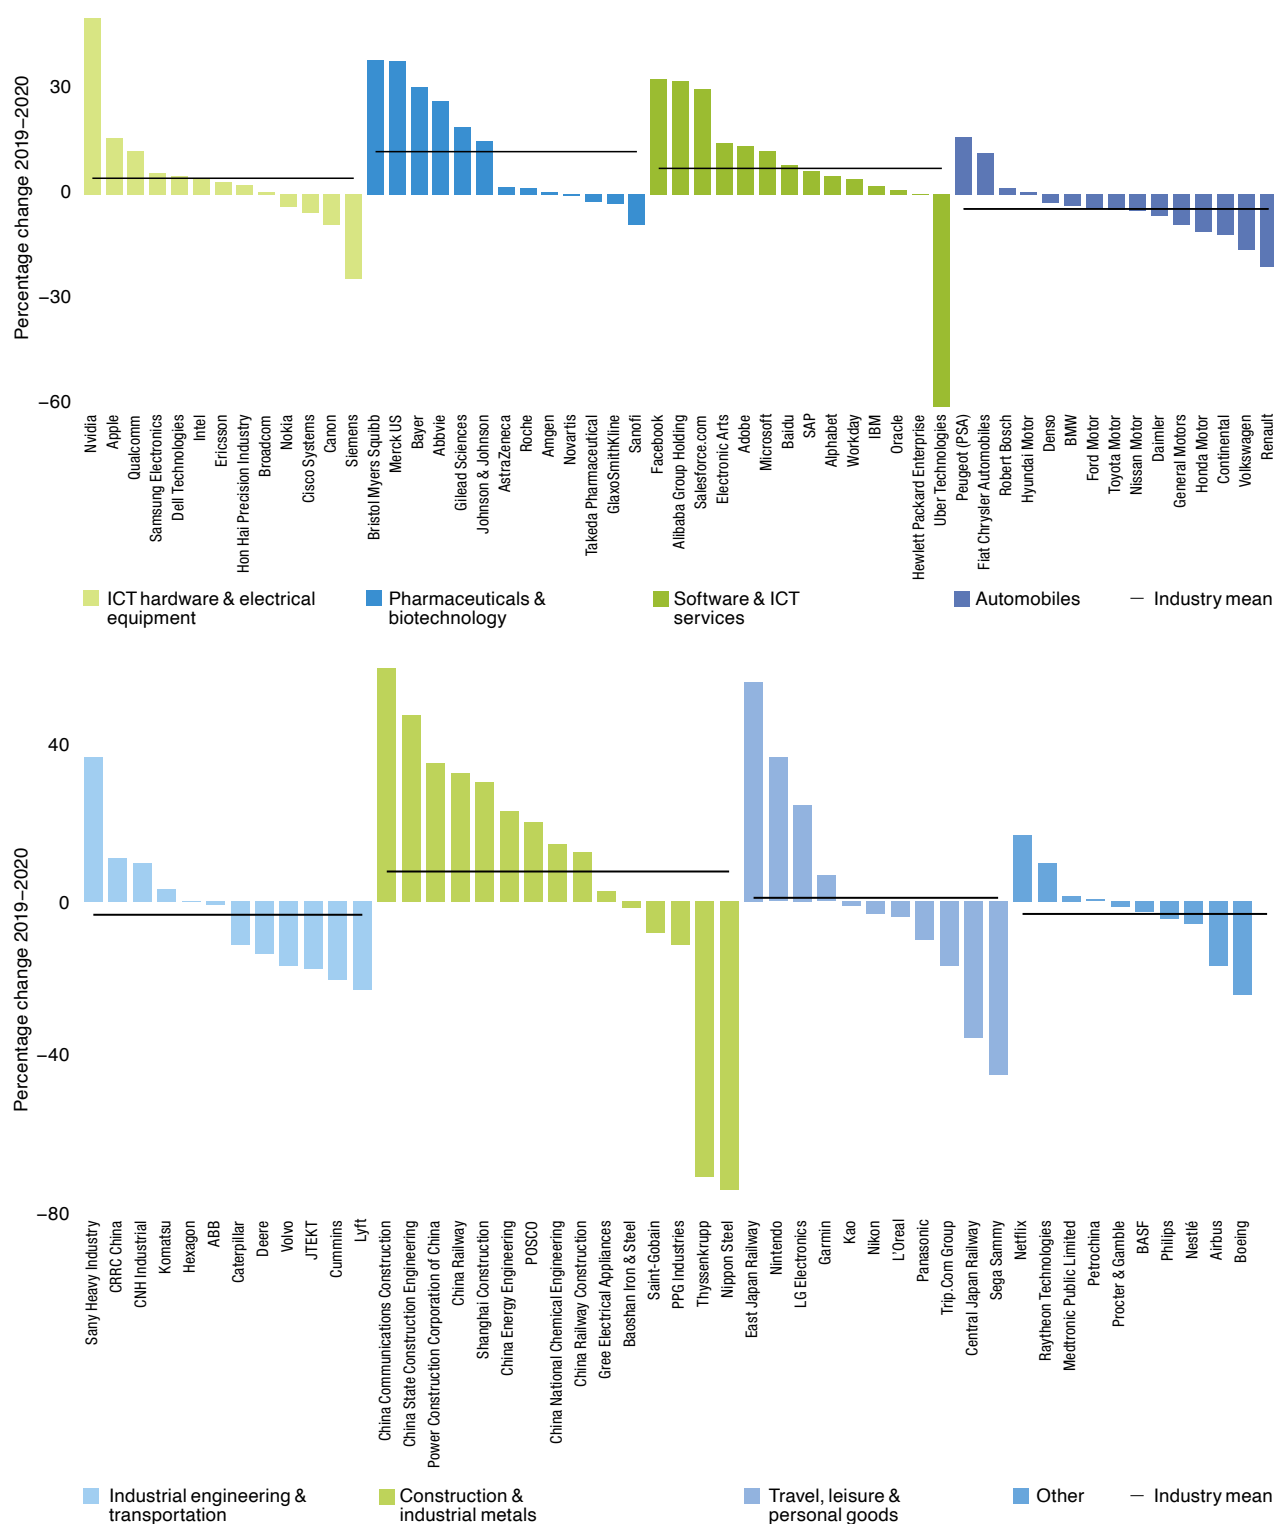 Percentage change 2019–2020
30
0
−30
−60
Nvidia
Apple
Qualcomm
Samsung Electronics
Dell Technologies
Intel
Ericsson
Hon Hai Precision Industry
Broadcom
Nokia
Cisco Systems
Canon
Siemens
Bristol Myers Squibb
Merck US
Bayer
Abbvie
Gilead Sciences
Johnson & Johnson
AstraZeneca
Roche
Amgen
Novartis
Takeda Pharmaceutical
GlaxoSmithKline
Sanofi
Facebook
Alibaba Group Holding
Salesforce.com
Electronic Arts
Adobe
Microsoft
Baidu
SAP
Alphabet
Workday
IBM
Oracle
Hewlett Packard Enterprise
Uber Technologies
Peugeot (PSA)
Fiat Chrysler Automobiles
Robert Bosch
Hyundai Motor
Denso
BMW
Ford Motor
Toyota Motor
Nissan Motor
Daimler
General Motors
Honda Motor
Continental
Volkswagen
Renault
ICT hardware & electrical
equipment
Pharmaceuticals &
biotechnology
Software & ICT
services
Automobiles
— Industry mean
Percentage change 2019–2020
40
0
−40
−80
Sany Heavy Industry
CRRC China
CNH Industrial
Komatsu
Hexagon
ABB
Caterpillar
Deere
Volvo
JTEKT
Cummins
Lyft
China Communications Construction
China State Construction Engineering
Power Construction Corporation of China
China Railway
Shanghai Construction
China Energy Engineering
POSCO
China National Chemical Engineering
China Railway Construction
Gree Electrical Appliances
Baoshan Iron & Steel
Saint-Gobain
PPG Industries
Thyssenkrupp
Nippon Steel
East Japan Railway
Nintendo
LG Electronics
Garmin
Kao
Nikon
L'Oreal
Panasonic
Trip.Com Group
Central Japan Railway
Sega Sammy
Netflix
Raytheon Technologies
Medtronic Public Limited
Petrochina
Procter & Gamble
BASF
Philips
Nestlé
Airbus
Boeing
Industrial engineering &
transportation
Construction &
industrial metals
Travel, leisure &
personal goods
Other
— Industry mean